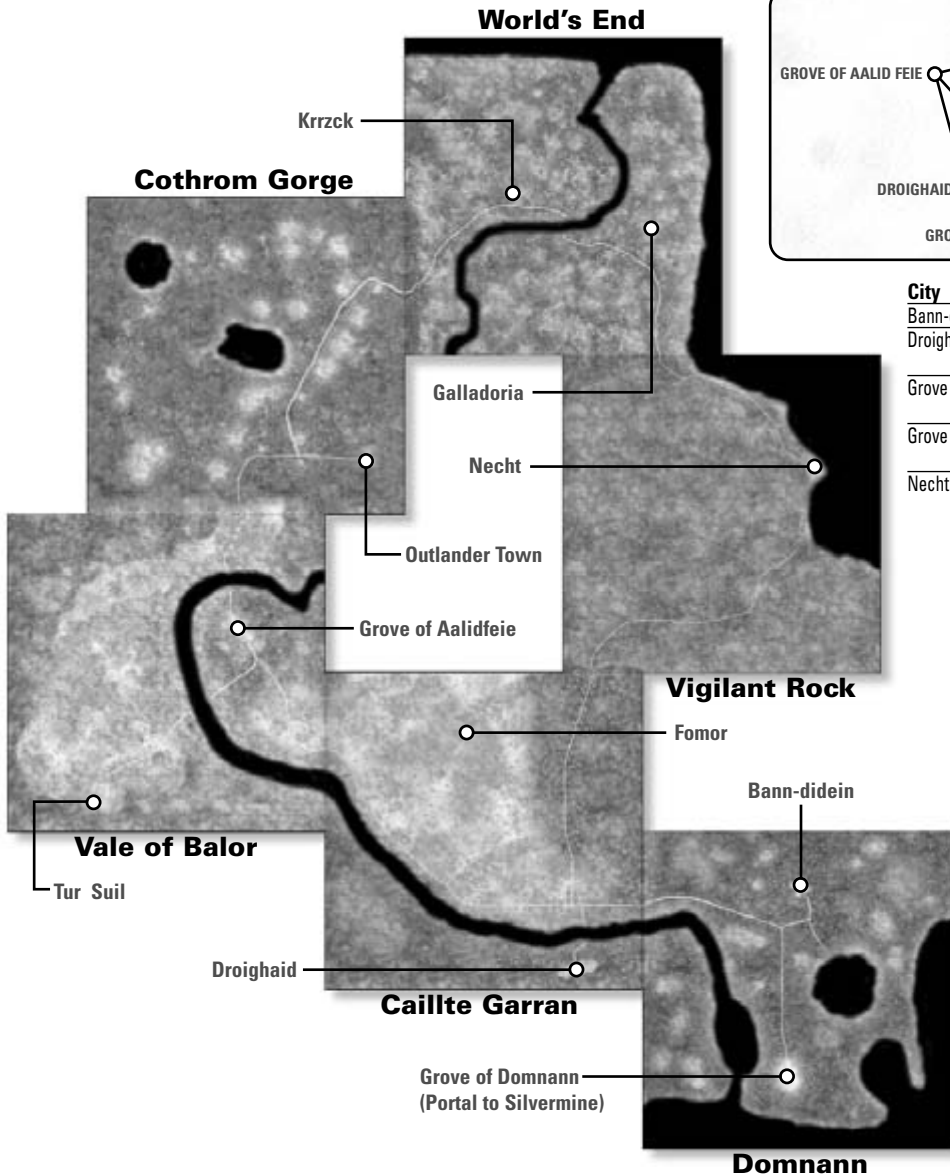 World's End
GROVE OF AALID FEIE
Krrzck
Cothrom Gorge
DROIGHAID
City
Galladoria
Necht
Necht
Outlander Town
Grove of Aalidfeie
Vigilant Rock
Fomor
Bann-didein
Vale of Balor
Tur Suil
Droighaid
Caillte Garran
Grove of Domnann
(Portal to Silvermine)
Domnann
Grove
Grove